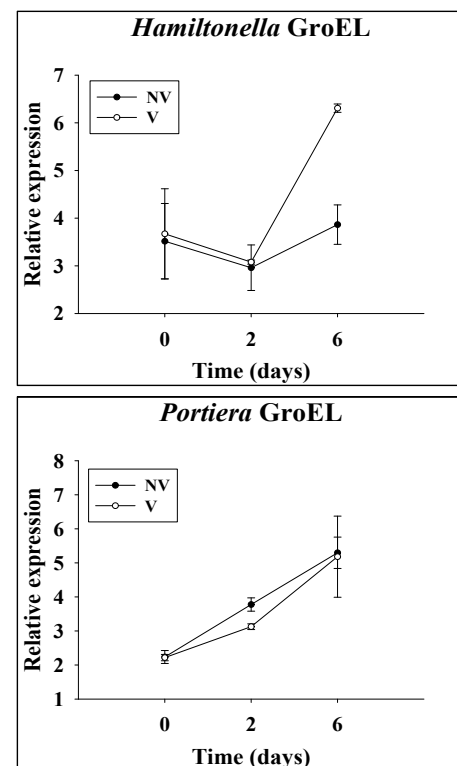 Hamiltonella GroEL
7
6
5
4
3
2
NV
V
Relative expression
0 2 6
Time (days)
Portiera GroEL
8
7
6
5
4
3
2
1
NV
V
Relative expression
0 2 6
Time (days)